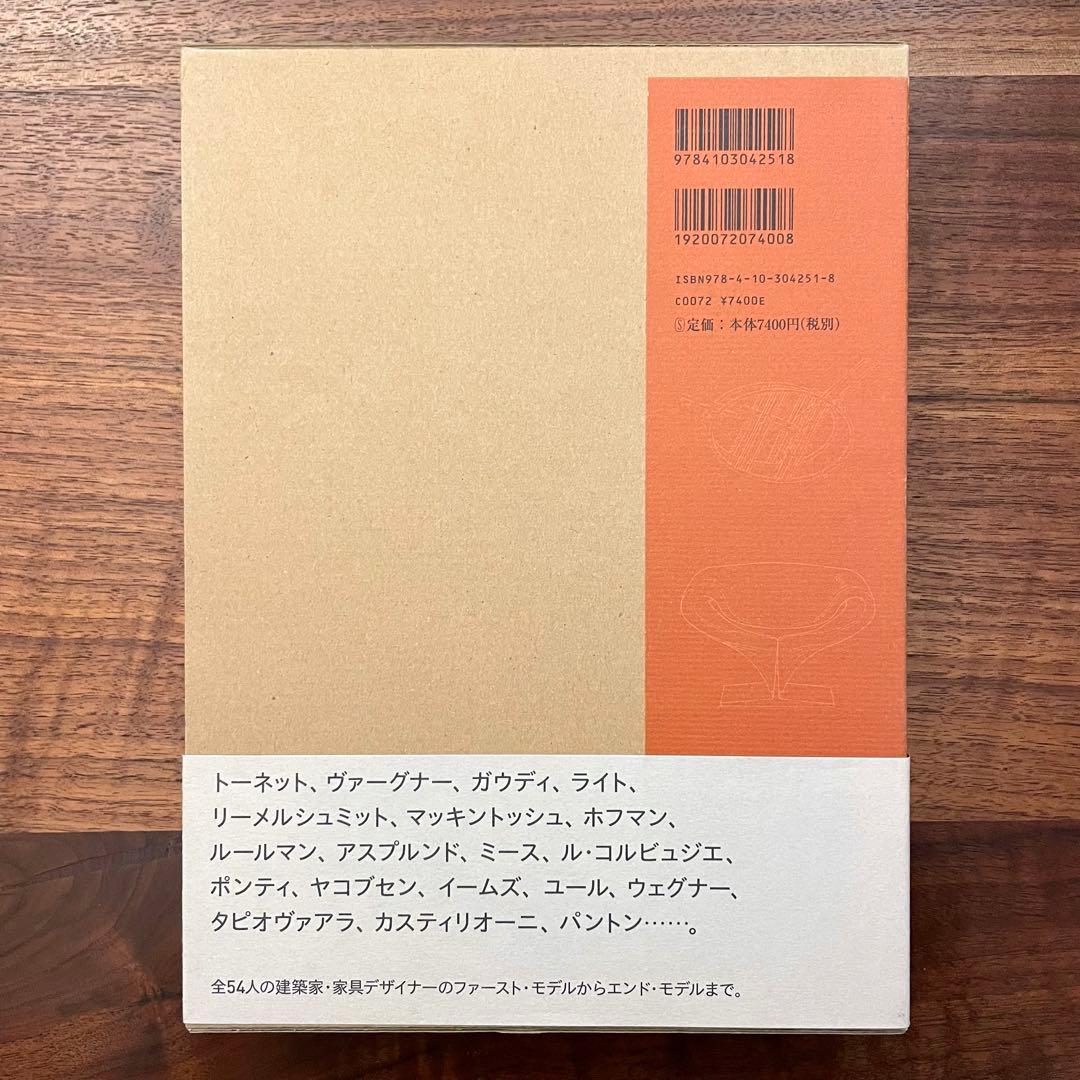 9784103042518
1920072074008
ISBN978-4-10-304251-8
C0072 ¥7400E
Ⓢ定価：本体7400円(税別)
トーネット、ヴァーグナー、ガウディ、ライト、
リーメルシュミット、マッキントッシュ、ホフマン、
ルールマン、アスプルンド、ミース、ル・コルビュジエ、
ポンティ、ヤコブセン、イームズ、ユール、ウェグナー、
タピオヴァアラ、カスティリオーニ、パントン……。
全54人の建築家・家具デザイナーのファースト・モデルからエンド・モデルまで。